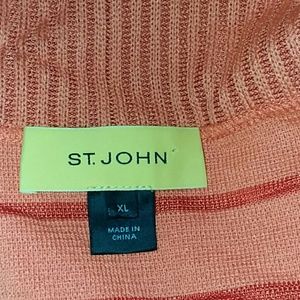 ST. JOHN
XL
MADE IN
CHINA